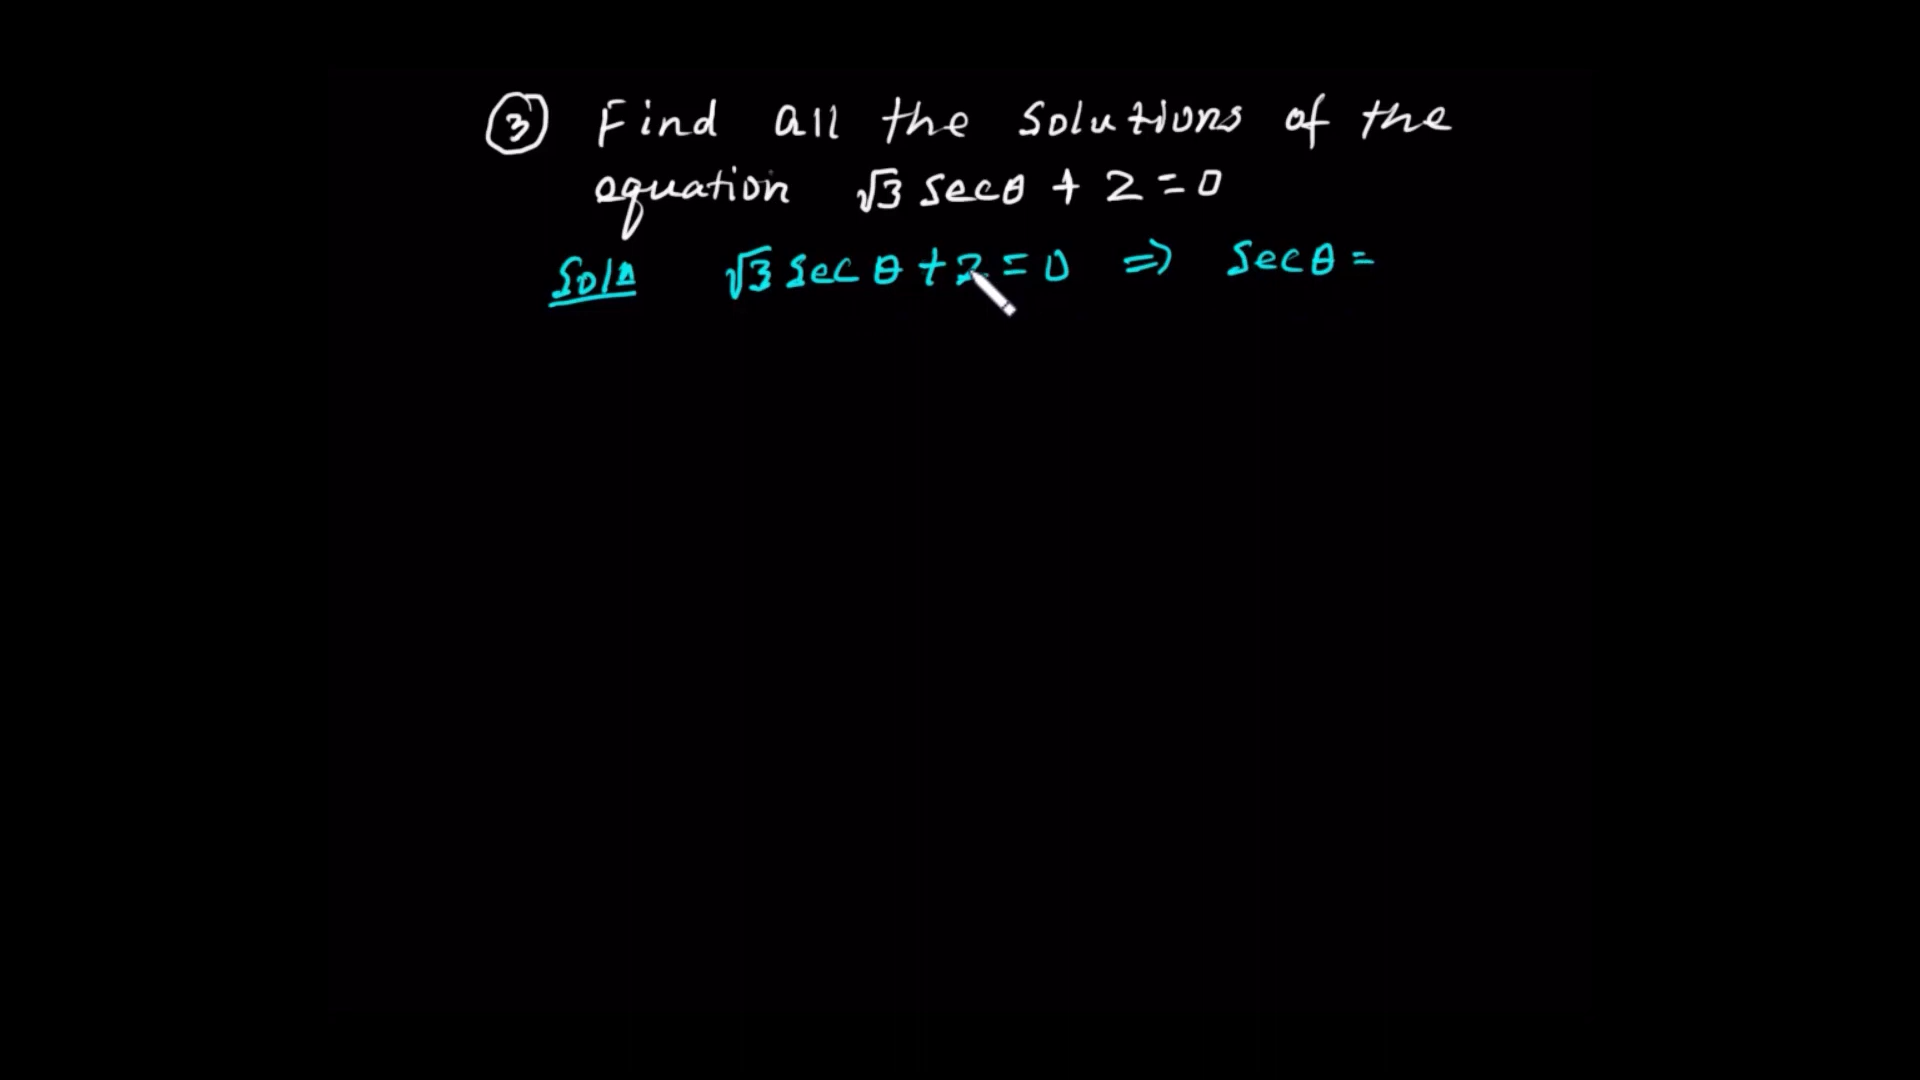 ③ Find all the solutions of the
equation √3 secθ + 2 = 0
Soln √3 sec θ + 2 = 0 ⇒ Secθ =